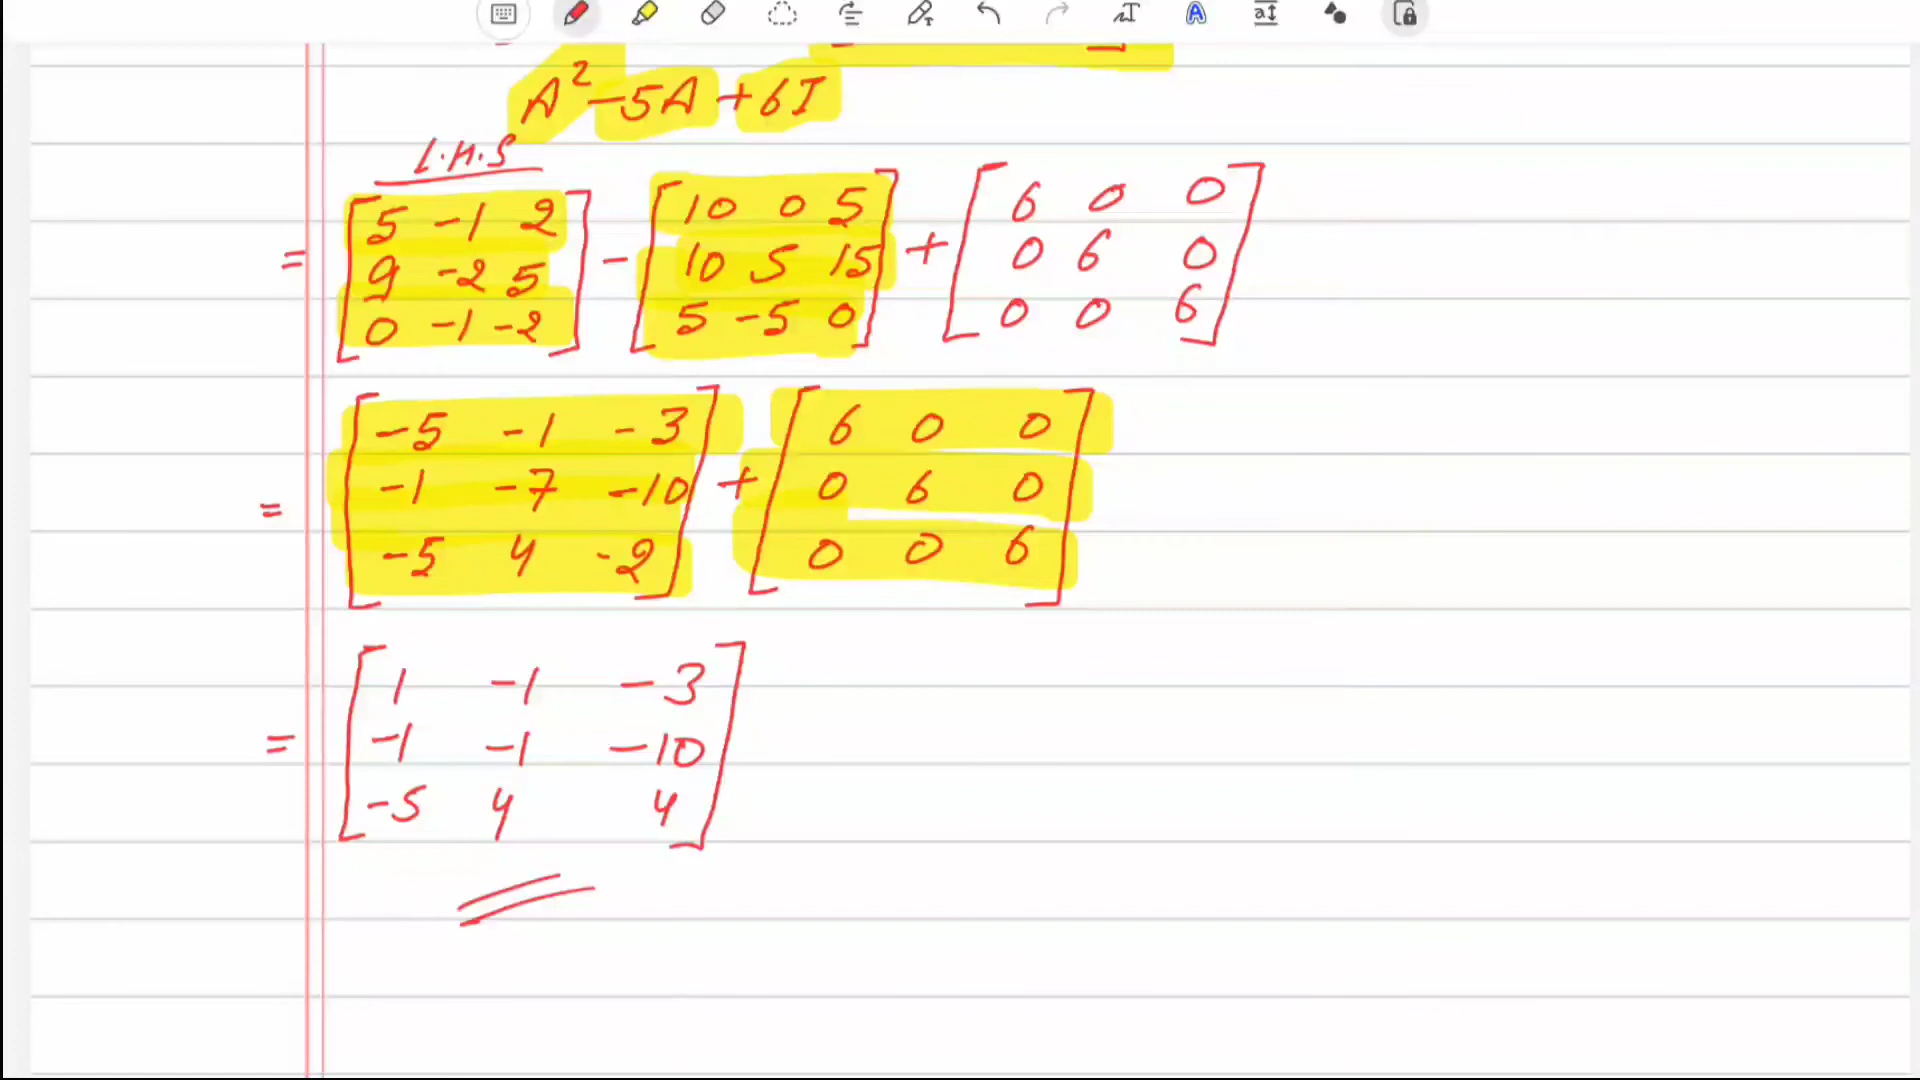 A² -5A +6I
L.H.S
= [5 -1 2 9 -2 5 0 -1 -2] - [10 0 5 10 5 15 5 -5 0] + [6 0 0 0 6 0 0 0 6]
= [-5 -1 -3 -1 -7 -10 -5 4 -2] + [6 0 0 0 6 0 0 0 6]
= [1 -1 -3 -1 -1 -10 -5 4 4]